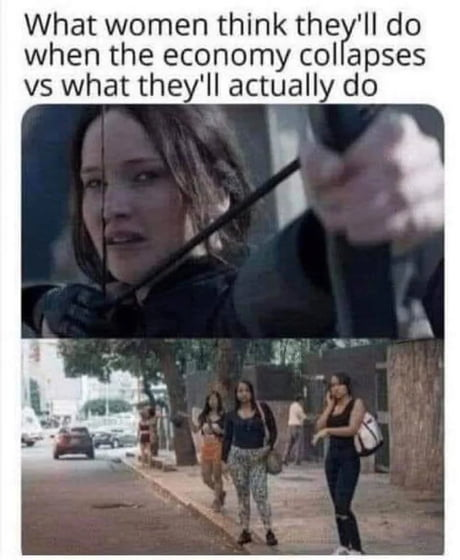 What women think they'll do
when the economy collapses
vs what they'll actually do